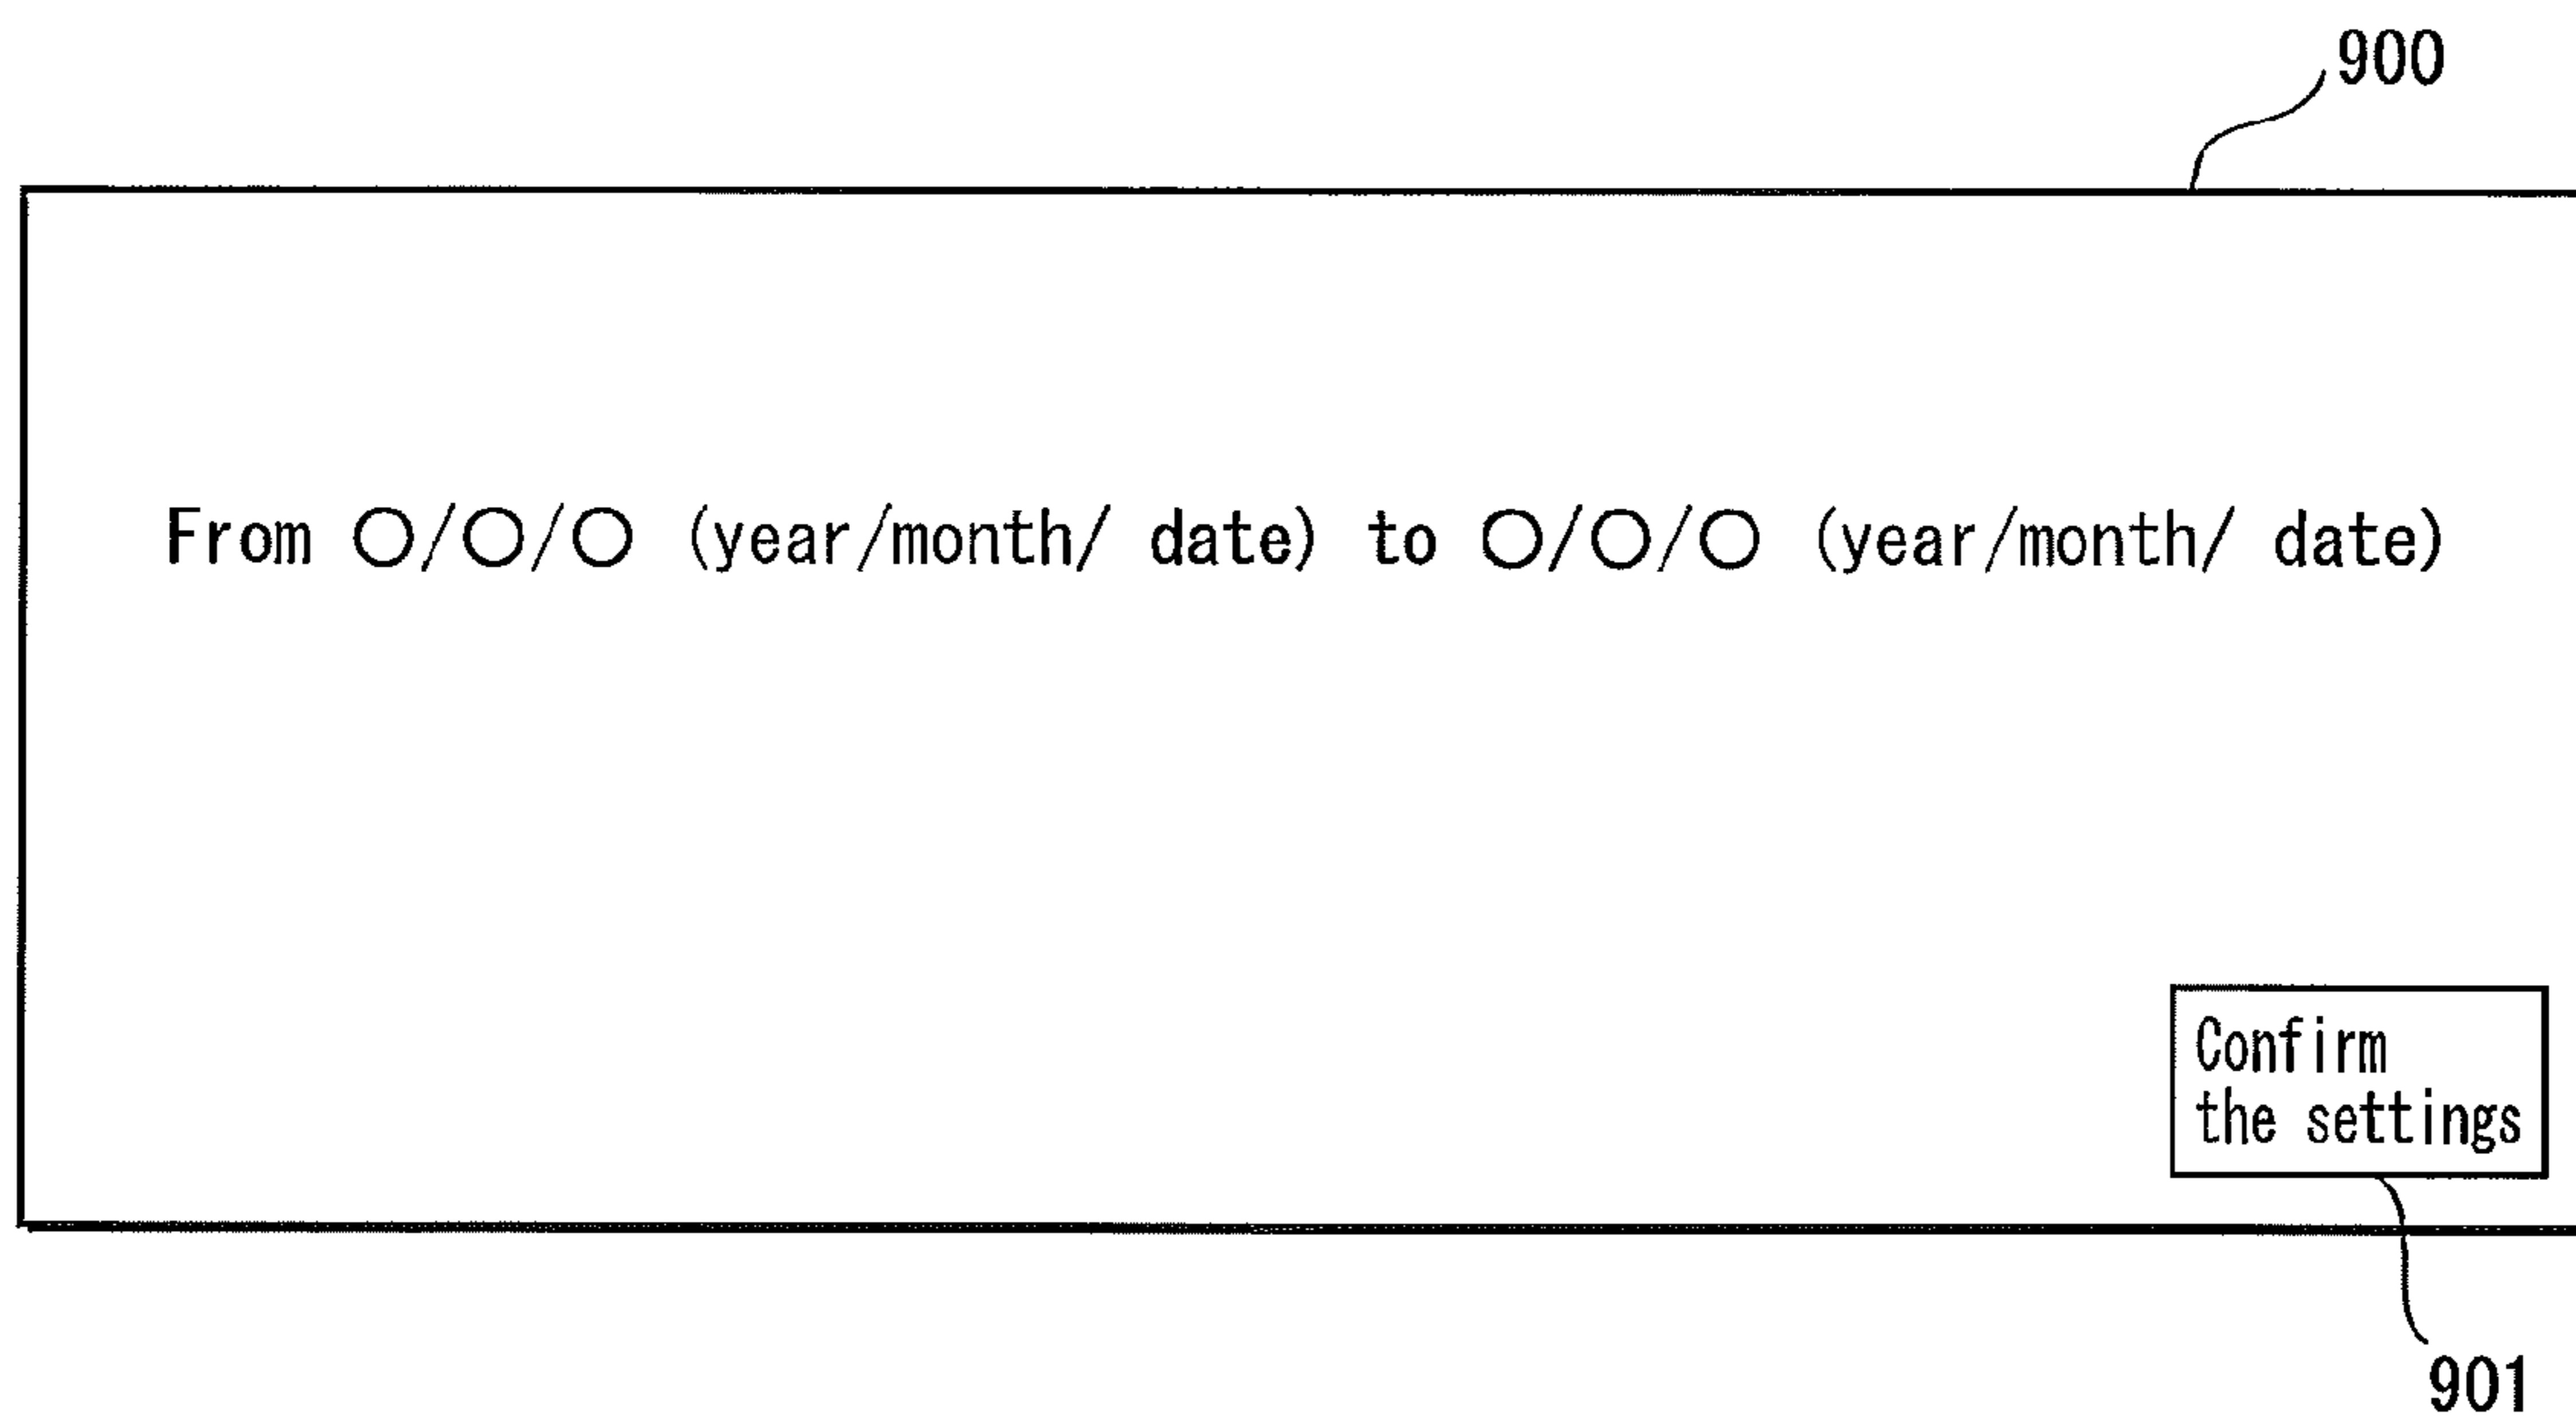 900
From ○/○/○ (year/month/ date) to ○/○/○ (year/month/ date)
Confirm
the settings
901